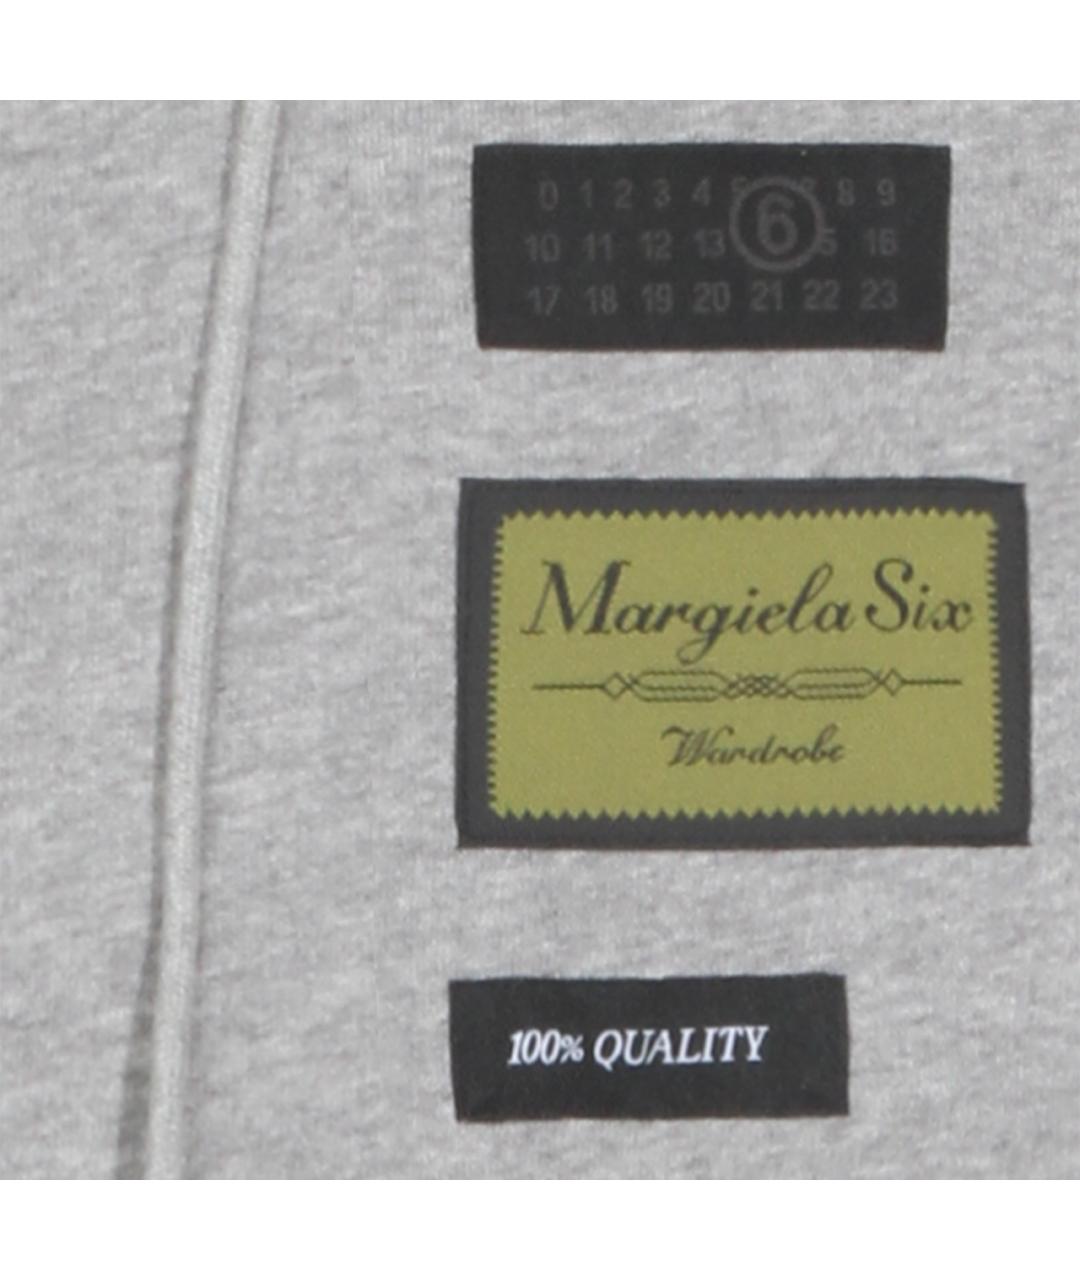 0 1 2 3 4 8 9
10 11 12 13 6 16
17 18 19 20 21 22 23
Margiela Six
Wardrobe
100% QUALITY